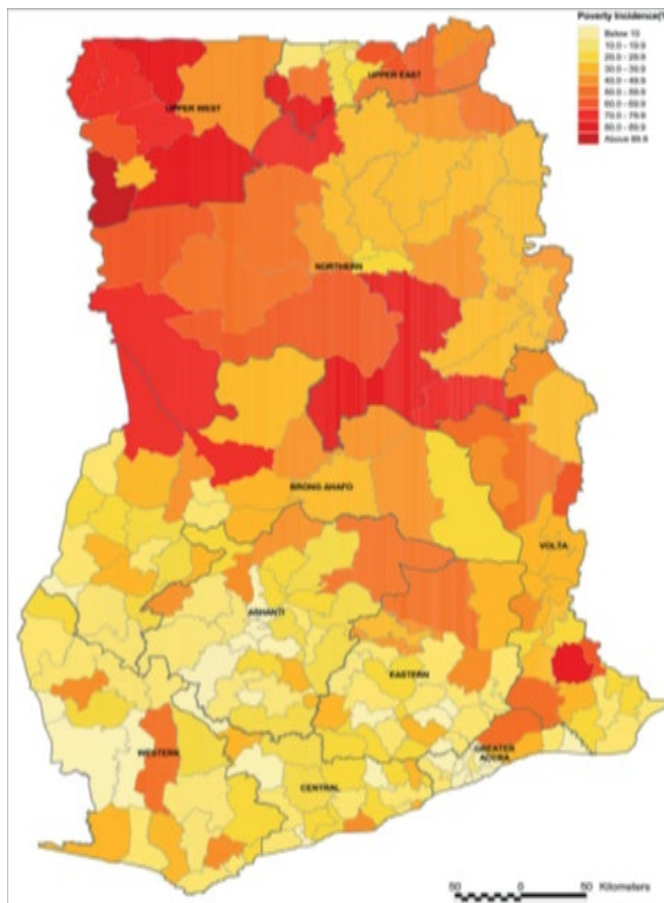 Poverty Incidence(%
Below 10
10.0 - 19.9
20.0 - 29.9
30.0 - 39.9
40.0 - 49.9
50.0 - 59.9
60.0 - 69.9
70.0 - 79.9
80.0 - 89.9
Above 89.9
UPPER EAST
UPPER WEST
NORTHERN
BRONG AHAFO
VOLTA
ASHANTI
EASTERN
WESTERN
GREATER
ACCRA
CENTRAL
50 0 50 Kilometers